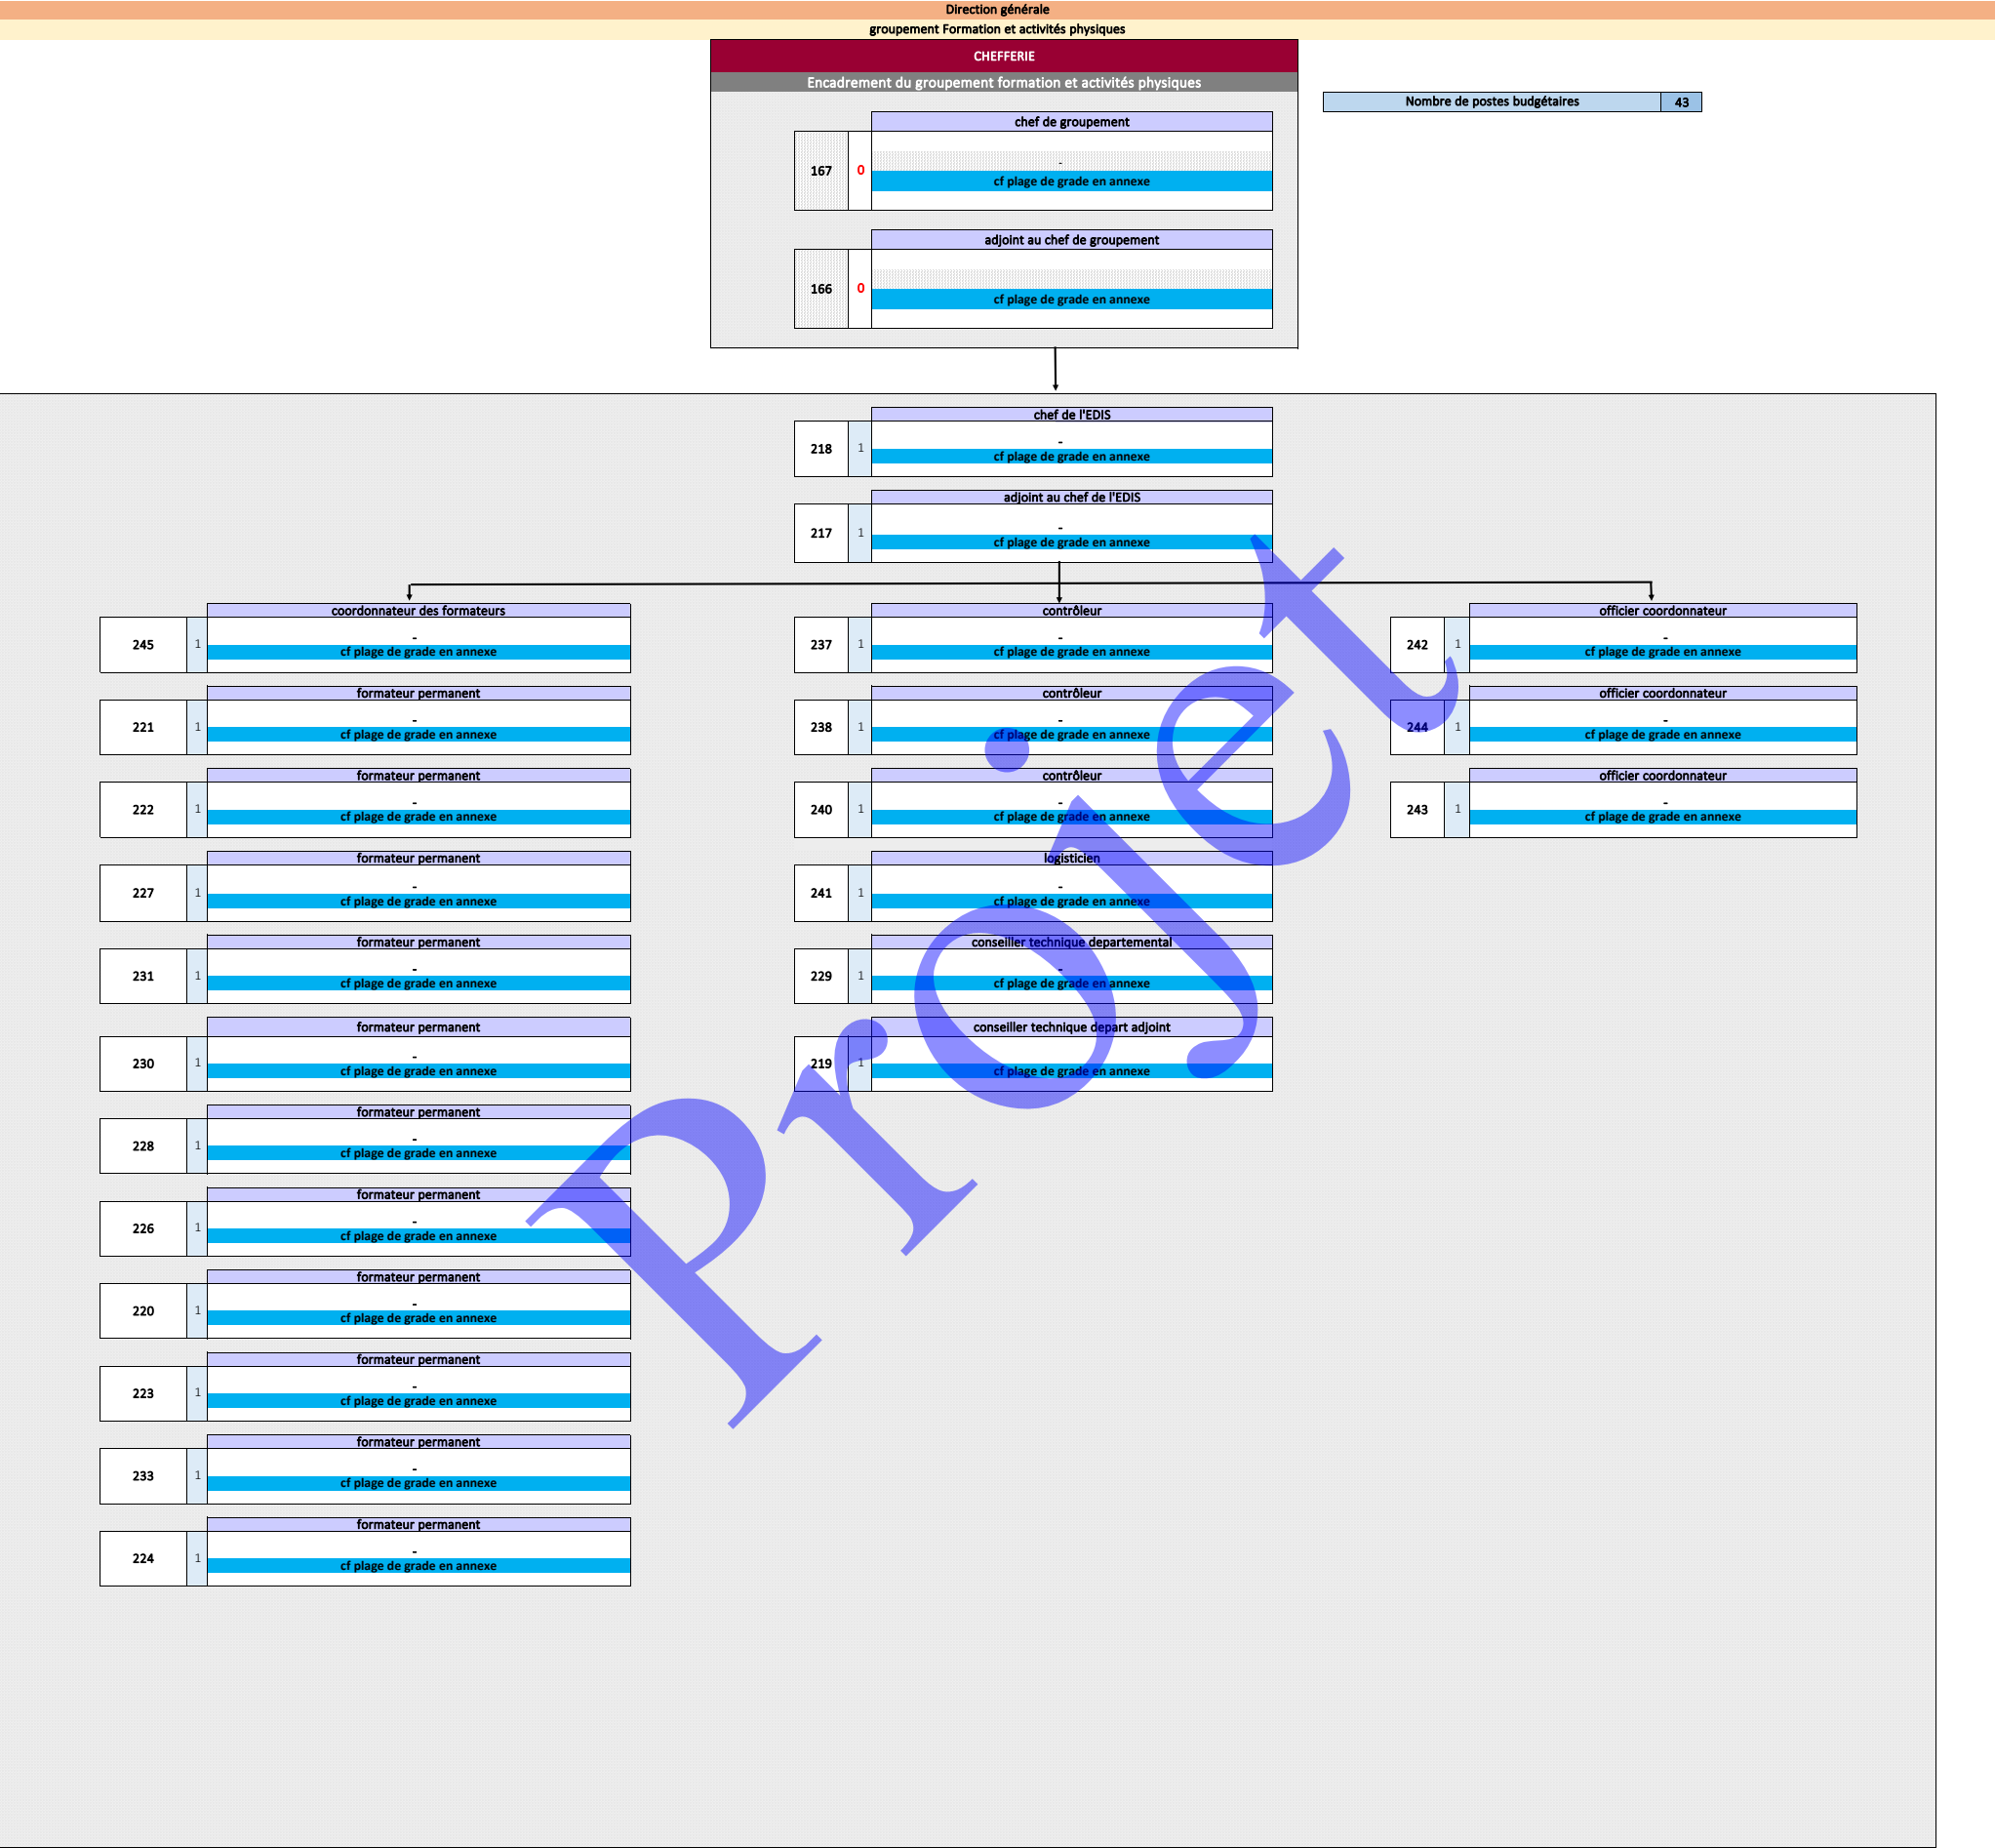 Direction générale
groupement Formation et activités physiques
CHEFFERIE
Encadrement du groupement formation et activités physiques
Nombre de postes budgétaires 43
chef de groupement
-
167 0
cf plage de grade en annexe
adjoint au chef de groupement
166 0
cf plage de grade en annexe
chef de l'EDIS
-
218 1
cf plage de grade en annexe
adjoint au chef de l'EDIS
-
217 1
cf plage de grade en annexe
coordonnateur des formateurs
-
245 1
cf plage de grade en annexe
formateur permanent
-
221 1
cf plage de grade en annexe
formateur permanent
-
222 1
cf plage de grade en annexe
formateur permanent
-
227 1
cf plage de grade en annexe
formateur permanent
-
231 1
cf plage de grade en annexe
formateur permanent
-
230 1
cf plage de grade en annexe
formateur permanent
-
228 1
cf plage de grade en annexe
formateur permanent
-
226 1
cf plage de grade en annexe
formateur permanent
-
220 1
cf plage de grade en annexe
formateur permanent
-
223 1
cf plage de grade en annexe
formateur permanent
-
233 1
cf plage de grade en annexe
formateur permanent
-
224 1
cf plage de grade en annexe
contrôleur
-
237 1
cf plage de grade en annexe
contrôleur
-
238 1
cf plage de grade en annexe
contrôleur
-
240 1
cf plage de grade en annexe
logisticien
-
241 1
cf plage de grade en annexe
conseiller technique departemental
-
229 1
cf plage de grade en annexe
conseiller technique depart adjoint
219 1
cf plage de grade en annexe
officier coordonnateur
-
242 1
cf plage de grade en annexe
officier coordonnateur
-
244 1
cf plage de grade en annexe
officier coordonnateur
-
243 1
cf plage de grade en annexe
Projet